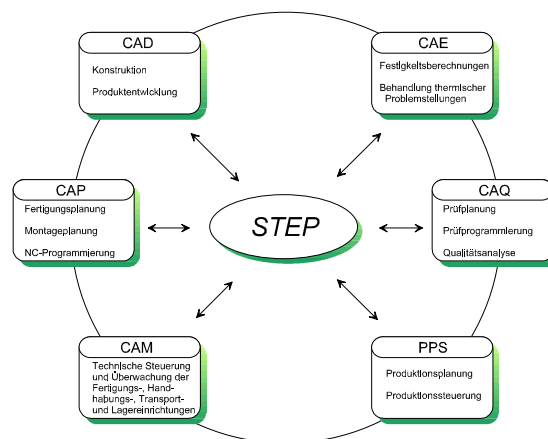 CAD
Konstruktion
Produktentwicklung
CAE
Festigkeitsberechnungen
Behandlung thermischer
Problemstellungen
CAP
Fertigungsplanung
Montageplanung
NC-Programmierung
STEP
CAQ
Prüfplanung
Prüfprogrammierung
Qualitätsanalyse
CAM
Technische Steuerung
und Überwachung der
Fertigungs-, Hand-
habungs-, Transport-
und Lagereinrichtungen
PPS
Produktionsplanung
Produktionssteuerung